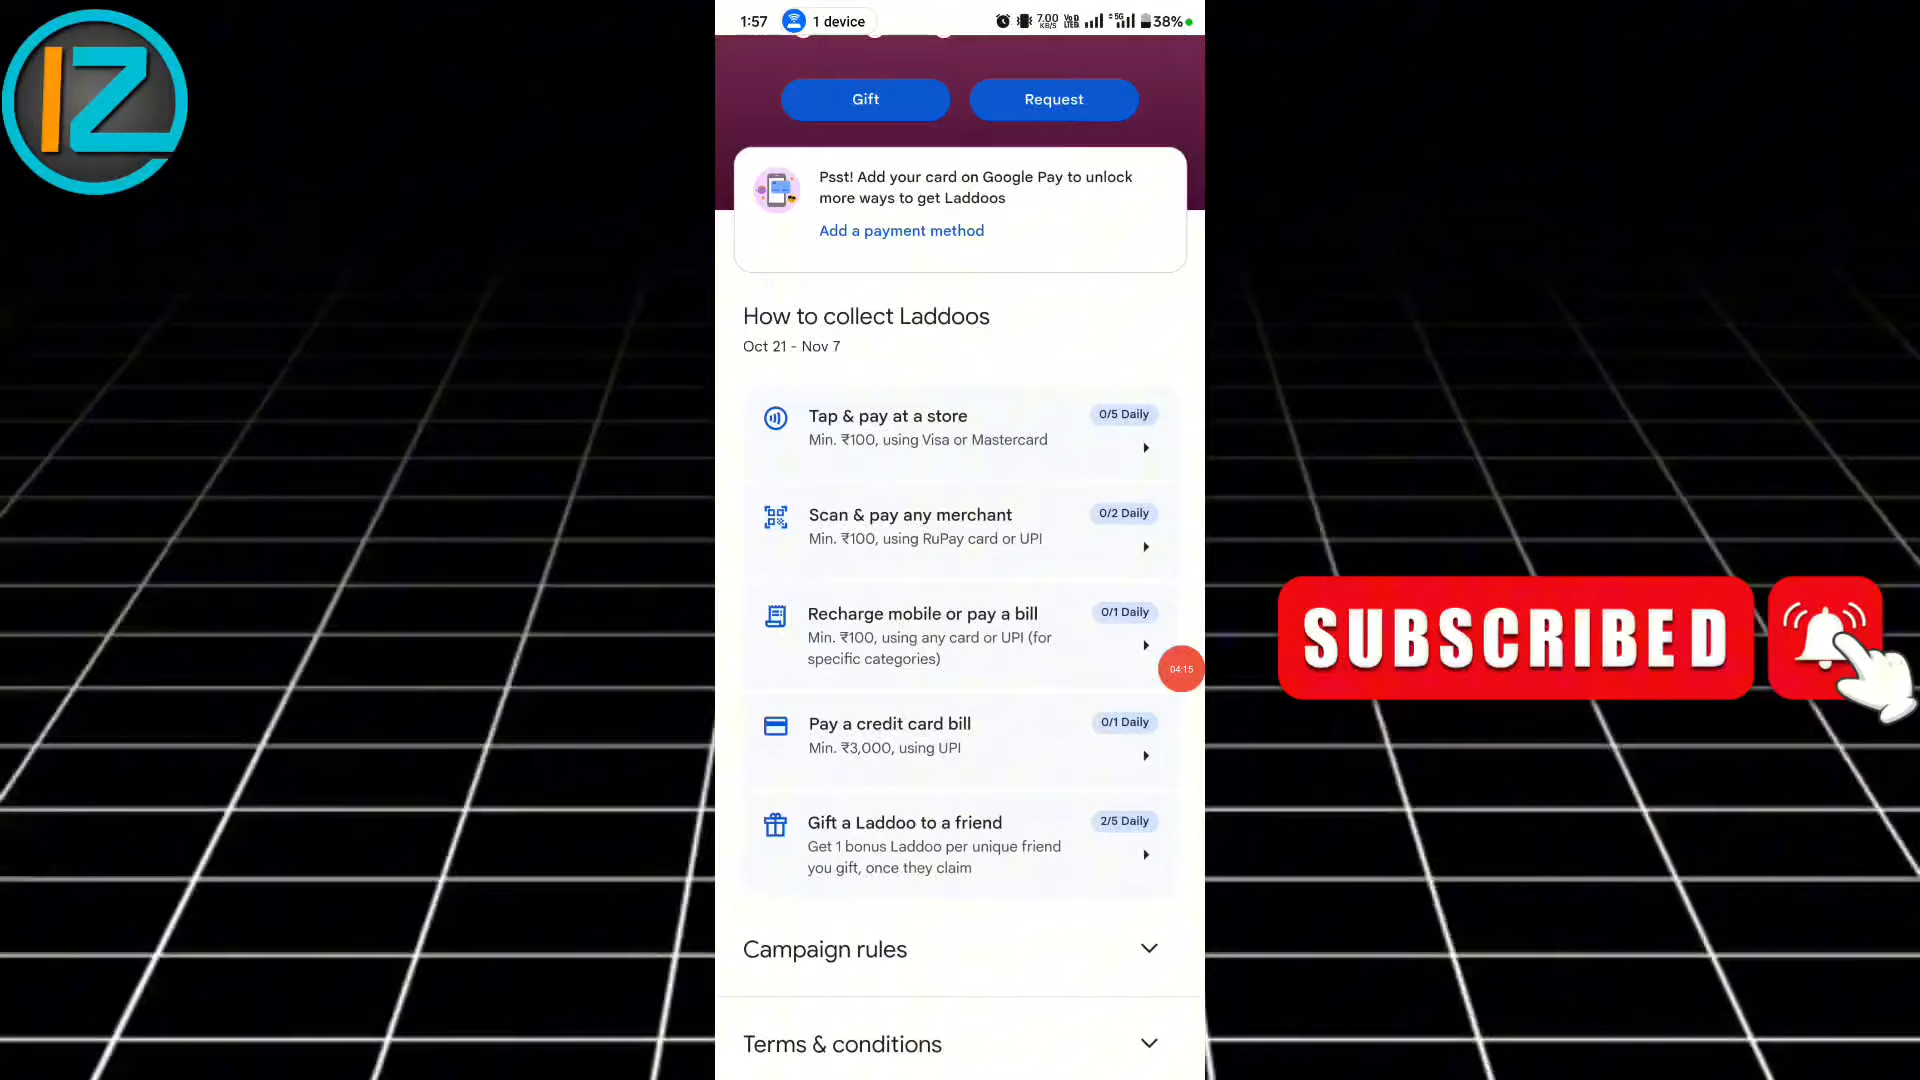 IZ
1:57 1 device 7.00 KB/S VoD LTE 5G 38%
Gift Request
Psst! Add your card on Google Pay to unlock
more ways to get Laddoos
Add a payment method
How to collect Laddoos
Oct 21 - Nov 7
Tap & pay at a store 0/5 Daily
Min. ₹100, using Visa or Mastercard
Scan & pay any merchant 0/2 Daily
Min. ₹100, using RuPay card or UPI
Recharge mobile or pay a bill 0/1 Daily
Min. ₹100, using any card or UPI (for
specific categories)
04:15
SUBSCRIBED
Pay a credit card bill 0/1 Daily
Min. ₹3,000, using UPI
Gift a Laddoo to a friend 2/5 Daily
Get 1 bonus Laddoo per unique friend
you gift, once they claim
Campaign rules
Terms & conditions